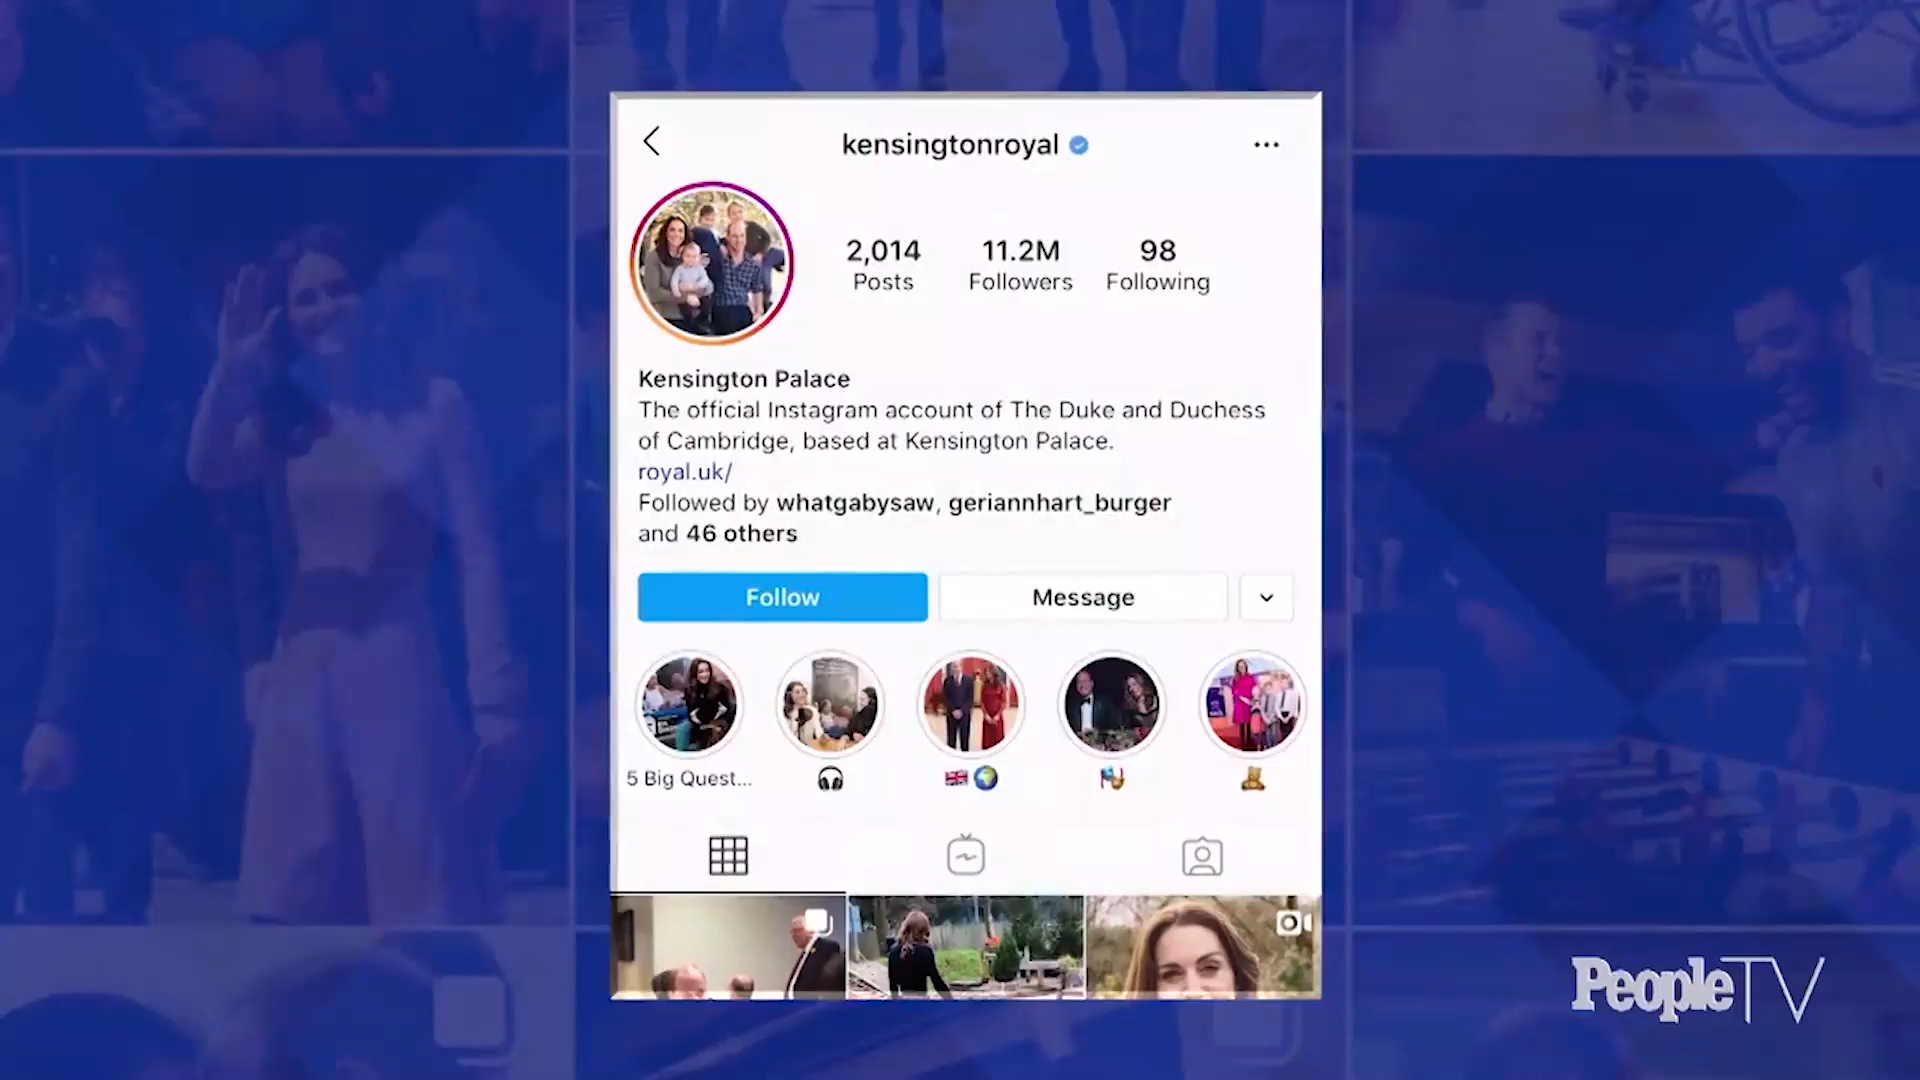 kensingtonroyal
2,014 11.2M 98
Posts Followers Following
Kensington Palace
The official Instagram account of The Duke and Duchess
of Cambridge, based at Kensington Palace.
royal.uk/
Followed by whatgabysaw, geriannhart_burger
and 46 others
Follow Message
5 Big Quest...
PeopleTV